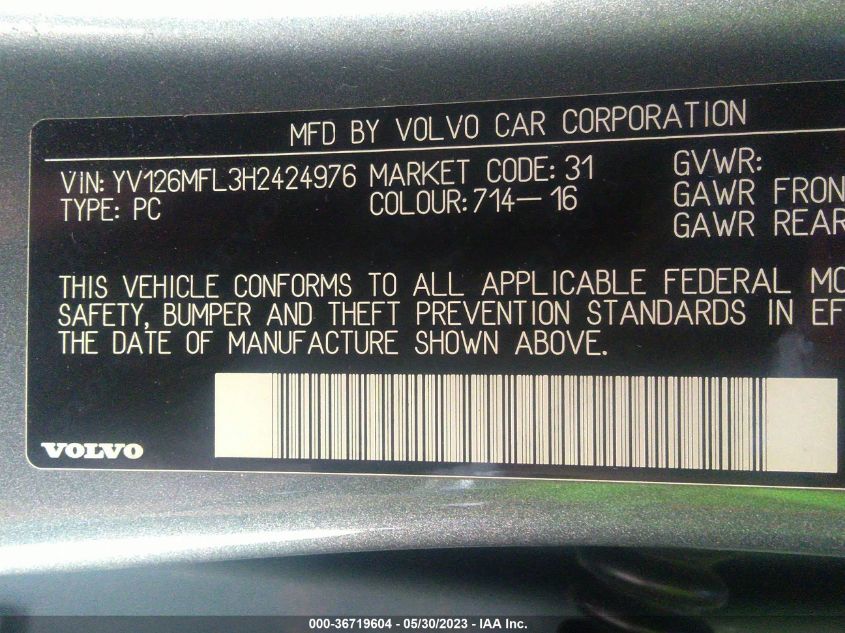 MFD BY VOLVO CAR CORPORATION
VIN: YV126MFL3H2424976 MARKET CODE: 31 GVWR:
TYPE: PC COLOUR: 714-16 GAWR FRON
GAWR REAR
THIS VEHICLE CONFORMS TO ALL APPLICABLE FEDERAL MO
SAFETY, BUMPER AND THEFT PREVENTION STANDARDS IN EF
THE DATE OF MANUFACTURE SHOWN ABOVE.
VOLVO
000-36719604 - 05/30/2023 - IAA Inc.